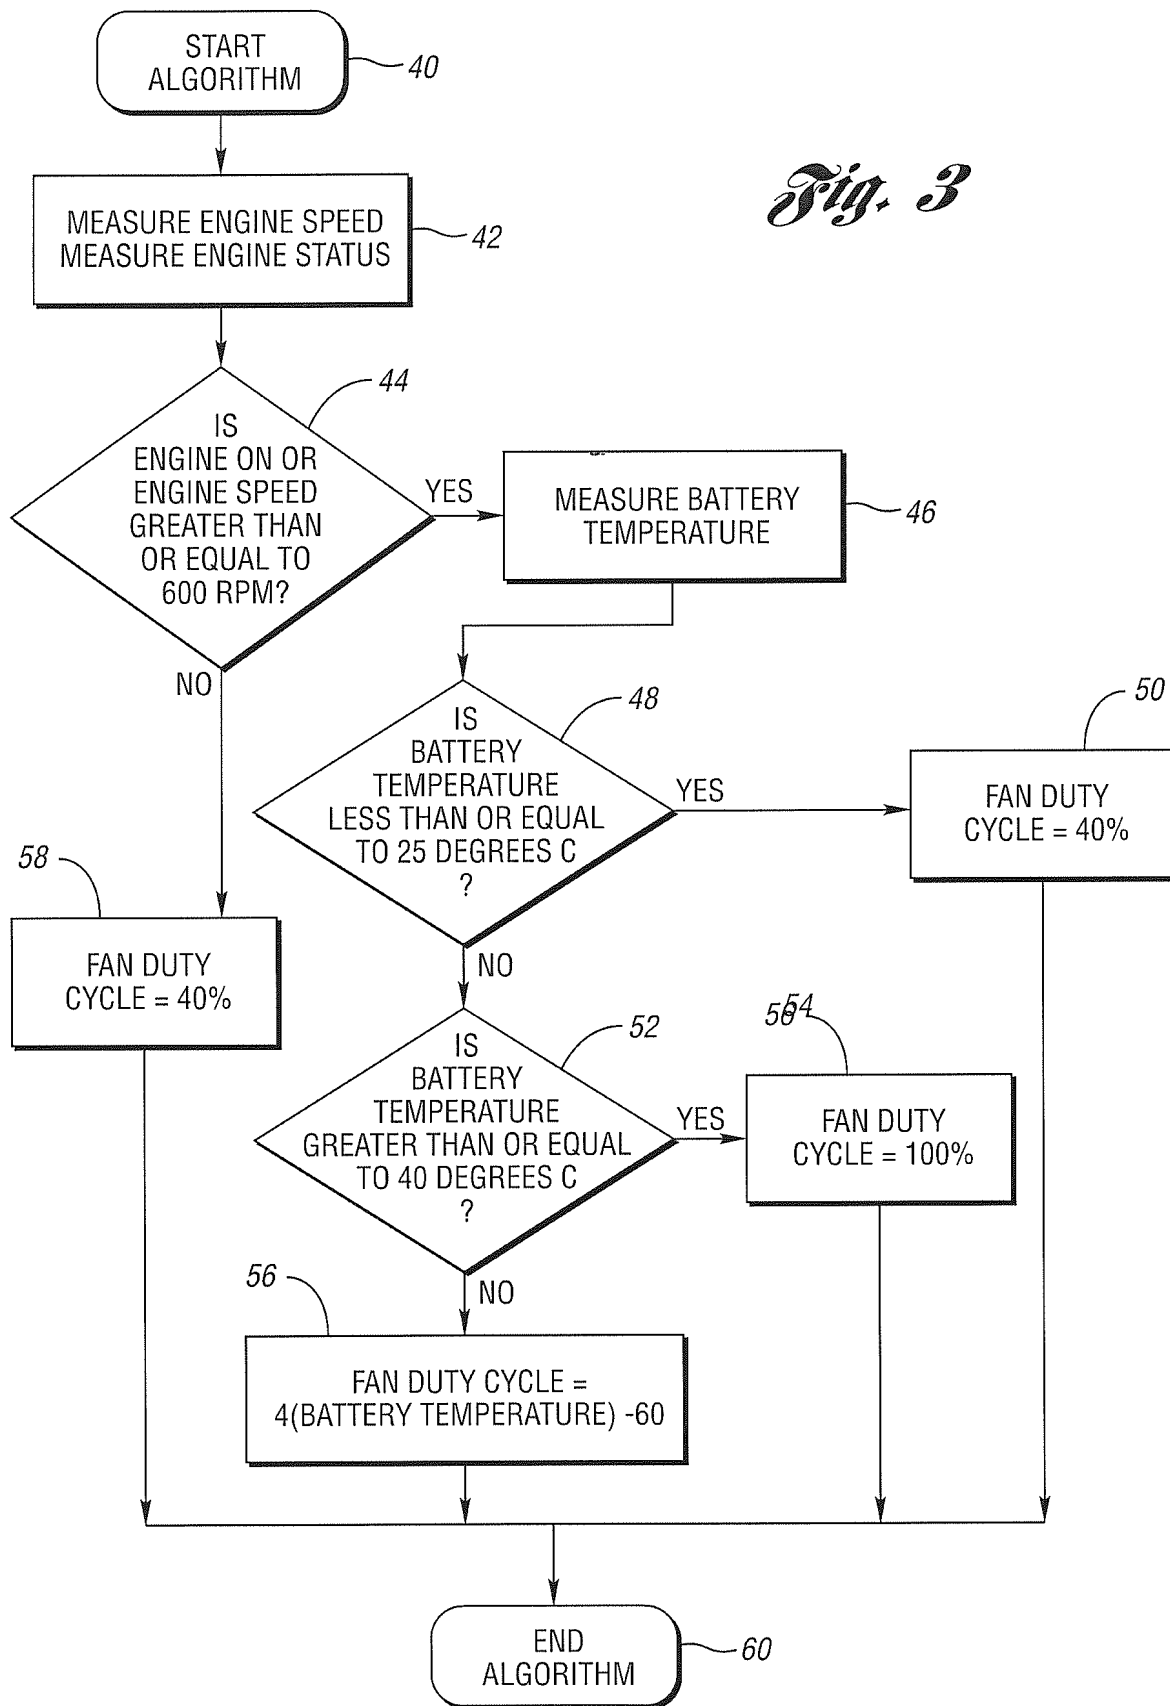 START
ALGORITHM
40
Fig. 3
MEASURE ENGINE SPEED
MEASURE ENGINE STATUS
42
44
IS
ENGINE ON OR
ENGINE SPEED
GREATER THAN
OR EQUAL TO
600 RPM?
YES
MEASURE BATTERY
TEMPERATURE
46
NO
48
IS
BATTERY
TEMPERATURE
LESS THAN OR EQUAL
TO 25 DEGREES C
?
YES
50
FAN DUTY
CYCLE = 40%
58
FAN DUTY
CYCLE = 40%
NO
52
IS
BATTERY
TEMPERATURE
GREATER THAN OR EQUAL
TO 40 DEGREES C
?
YES
54
FAN DUTY
CYCLE = 100%
NO
56
FAN DUTY CYCLE =
4(BATTERY TEMPERATURE) -60
END
ALGORITHM
60